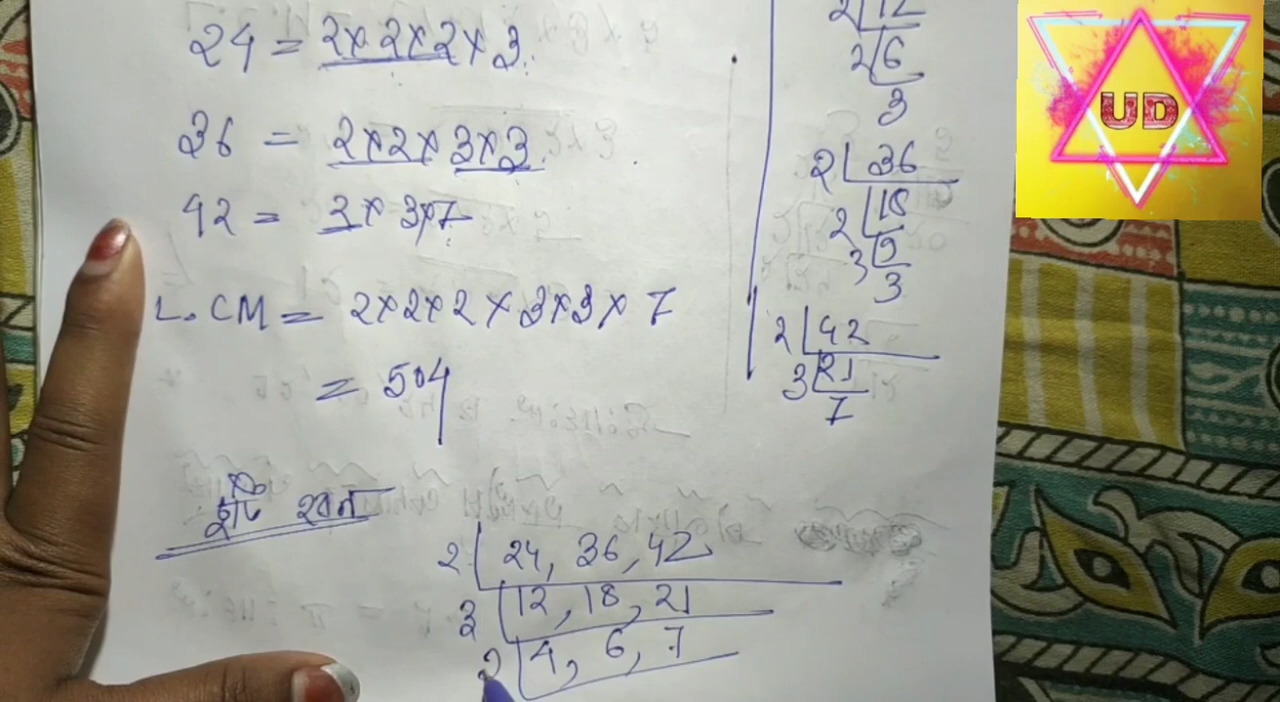 24 = 2×2×2×3
36 = 2×2×3×3
42 = 2×3×7
L.CM = 2×2×2×3×3×7
= 504
2 | 12
2 | 6
3
2 | 36
2 | 18
3 | 9
3
2 | 42
3 | 21
7
2 | 24, 36, 42
3 | 12, 18, 21
2 | 4, 6, 7
UD